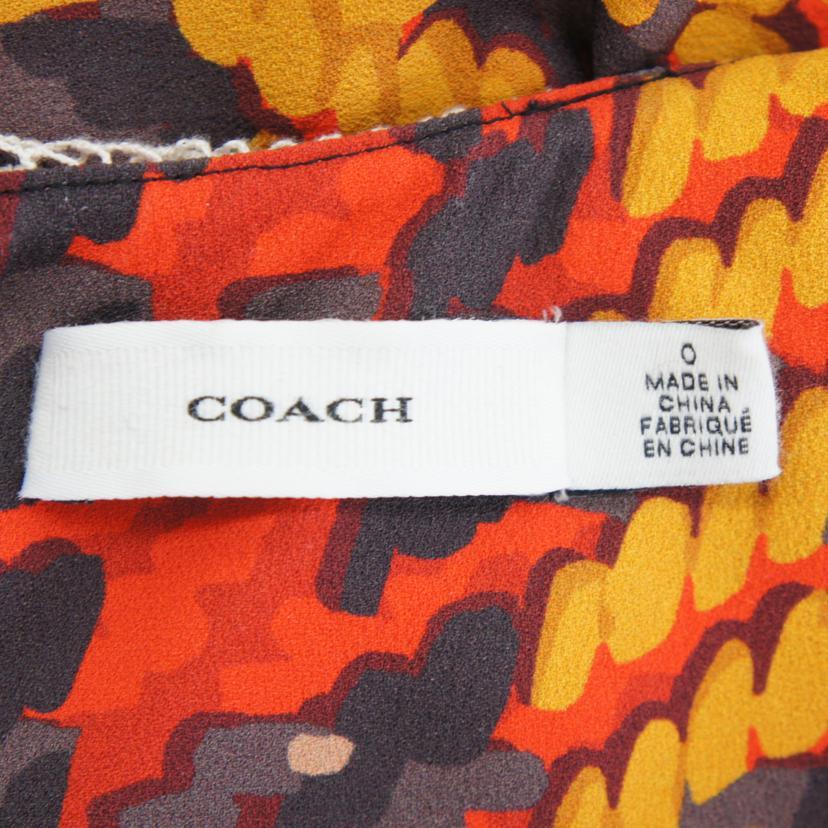 COACH
0
MADE IN
CHINA
FABRIQUÉ
EN CHINE